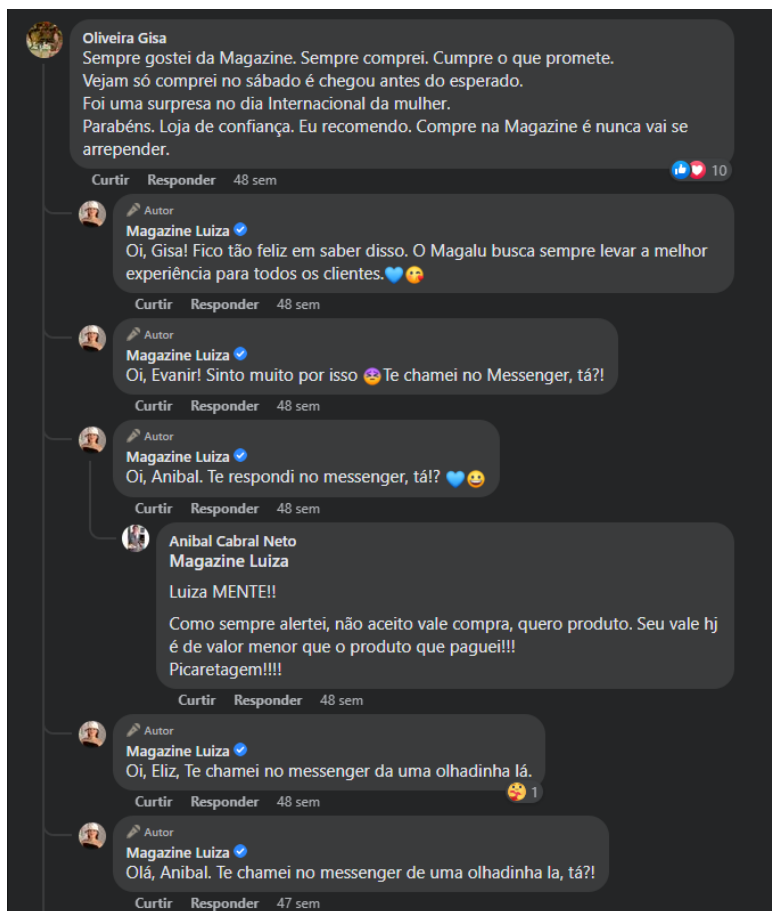 Oliveira Gisa
Sempre gostei da Magazine. Sempre comprei. Cumpre o que promete.
Vejam só comprei no sábado é chegou antes do esperado.
Foi uma surpresa no dia Internacional da mulher.
Parabéns. Loja de confiança. Eu recomendo. Compre na Magazine é nunca vai se
arrepender.
10
Curtir Responder 48 sem
Autor
Magazine Luiza
Oi, Gisa! Fico tão feliz em saber disso. O Magalu busca sempre levar a melhor
experiência para todos os clientes.💙😘
Curtir Responder 48 sem
Autor
Magazine Luiza
Oi, Evanir! Sinto muito por isso Te chamei no Messenger, tá?!
Curtir Responder 48 sem
Autor
Magazine Luiza
Oi, Anibal. Te respondi no messenger, tá!? 💙😀
Curtir Responder 48 sem
Anibal Cabral Neto
Magazine Luiza
Luiza MENTE!!
Como sempre alertei, não aceito vale compra, quero produto. Seu vale hj
é de valor menor que o produto que paguei!!!
Picaretagem!!!!
Curtir Responder 48 sem
Autor
Magazine Luiza
Oi, Eliz, Te chamei no messenger da uma olhadinha lá.
1
Curtir Responder 48 sem
Autor
Magazine Luiza
Olá, Anibal. Te chamei no messenger de uma olhadinha la, tá?!
Curtir Responder 47 sem